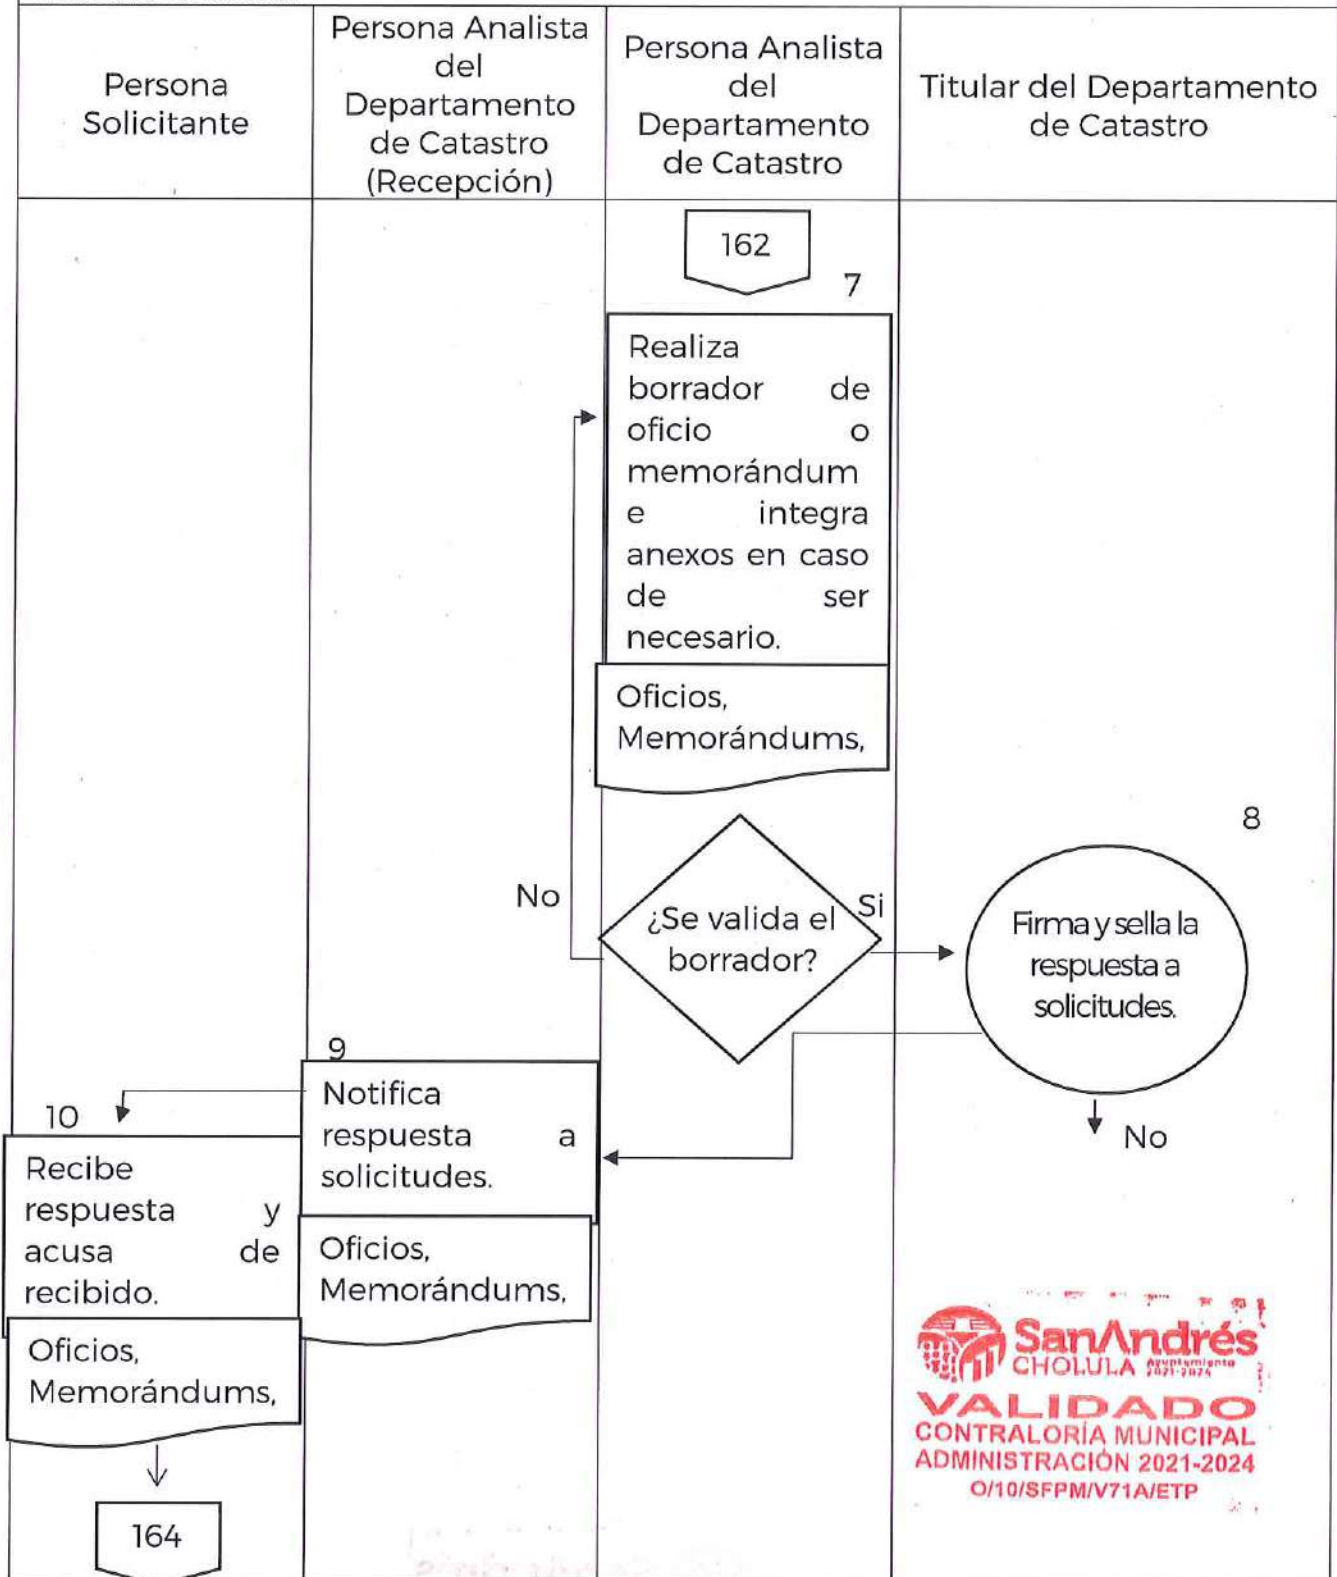 Persona
Solicitante
Persona Analista
del
Departamento
de Catastro
(Recepción)
Persona Analista
del
Departamento
de Catastro
Titular del Departamento
de Catastro
162
7
Realiza
borrador de
oficio o
memorándum
e integra
anexos en caso
de ser
necesario.
Oficios,
Memorándums,
8
No
¿Se valida el
borrador?
Si
Firma y sella la
respuesta a
solicitudes.
No
9
Notifica
respuesta a
solicitudes.
Oficios,
Memorándums,
10
Recibe
respuesta y
acusa de
recibido.
Oficios,
Memorándums,
164
SanAndrés
CHOLULA Ayuntamiento
2021-2024
VALIDADO
CONTRALORÍA MUNICIPAL
ADMINISTRACIÓN 2021-2024
O/10/SFPM/V71A/ETP